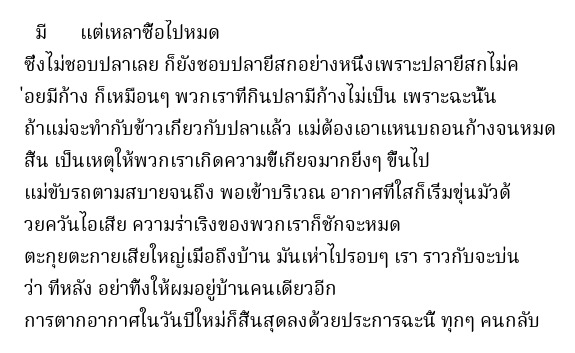 มี แต่เหลาซื้อไปหมด
ซึ่งไม่ชอบปลาเลย ก็ยังชอบปลายี่สกอย่างหนึ่งเพราะปลายี่สกไม่ค
่อยมีก้าง ก็เหมือนๆ พวกเราที่กินปลามีก้างไม่เป็น เพราะฉะนั้น
ถ้าแม่จะทำกับข้าวเกี่ยวกับปลาแล้ว แม่ต้องเอาแหนบถอนก้างจนหมด
สิ้น เป็นเหตุให้พวกเราเกิดความขี้เกียจมากยิ่งๆ ขึ้นไป
แม่ขับรถตามสบายจนถึง พอเข้าบริเวณ อากาศที่ใสก็เริ่มขุ่นมัวด้
วยควันไอเสีย ความร่าเริงของพวกเราก็ชักจะหมด
ตะกุยตะกายเสียใหญ่เมื่อถึงบ้าน มันเห่าไปรอบๆ เรา ราวกับจะบ่น
ว่า ทีหลัง อย่าทิ้งให้ผมอยู่บ้านคนเดียวอีก
การตากอากาศในวันปีใหม่ก็สิ้นสุดลงด้วยประการฉะนี้ ทุกๆ คนกลับ